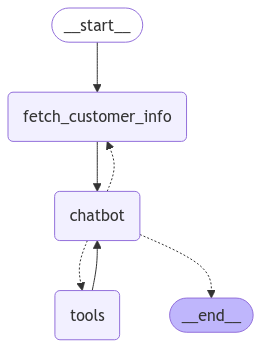 __start__
fetch_customer_info
chatbot
tools
__end__